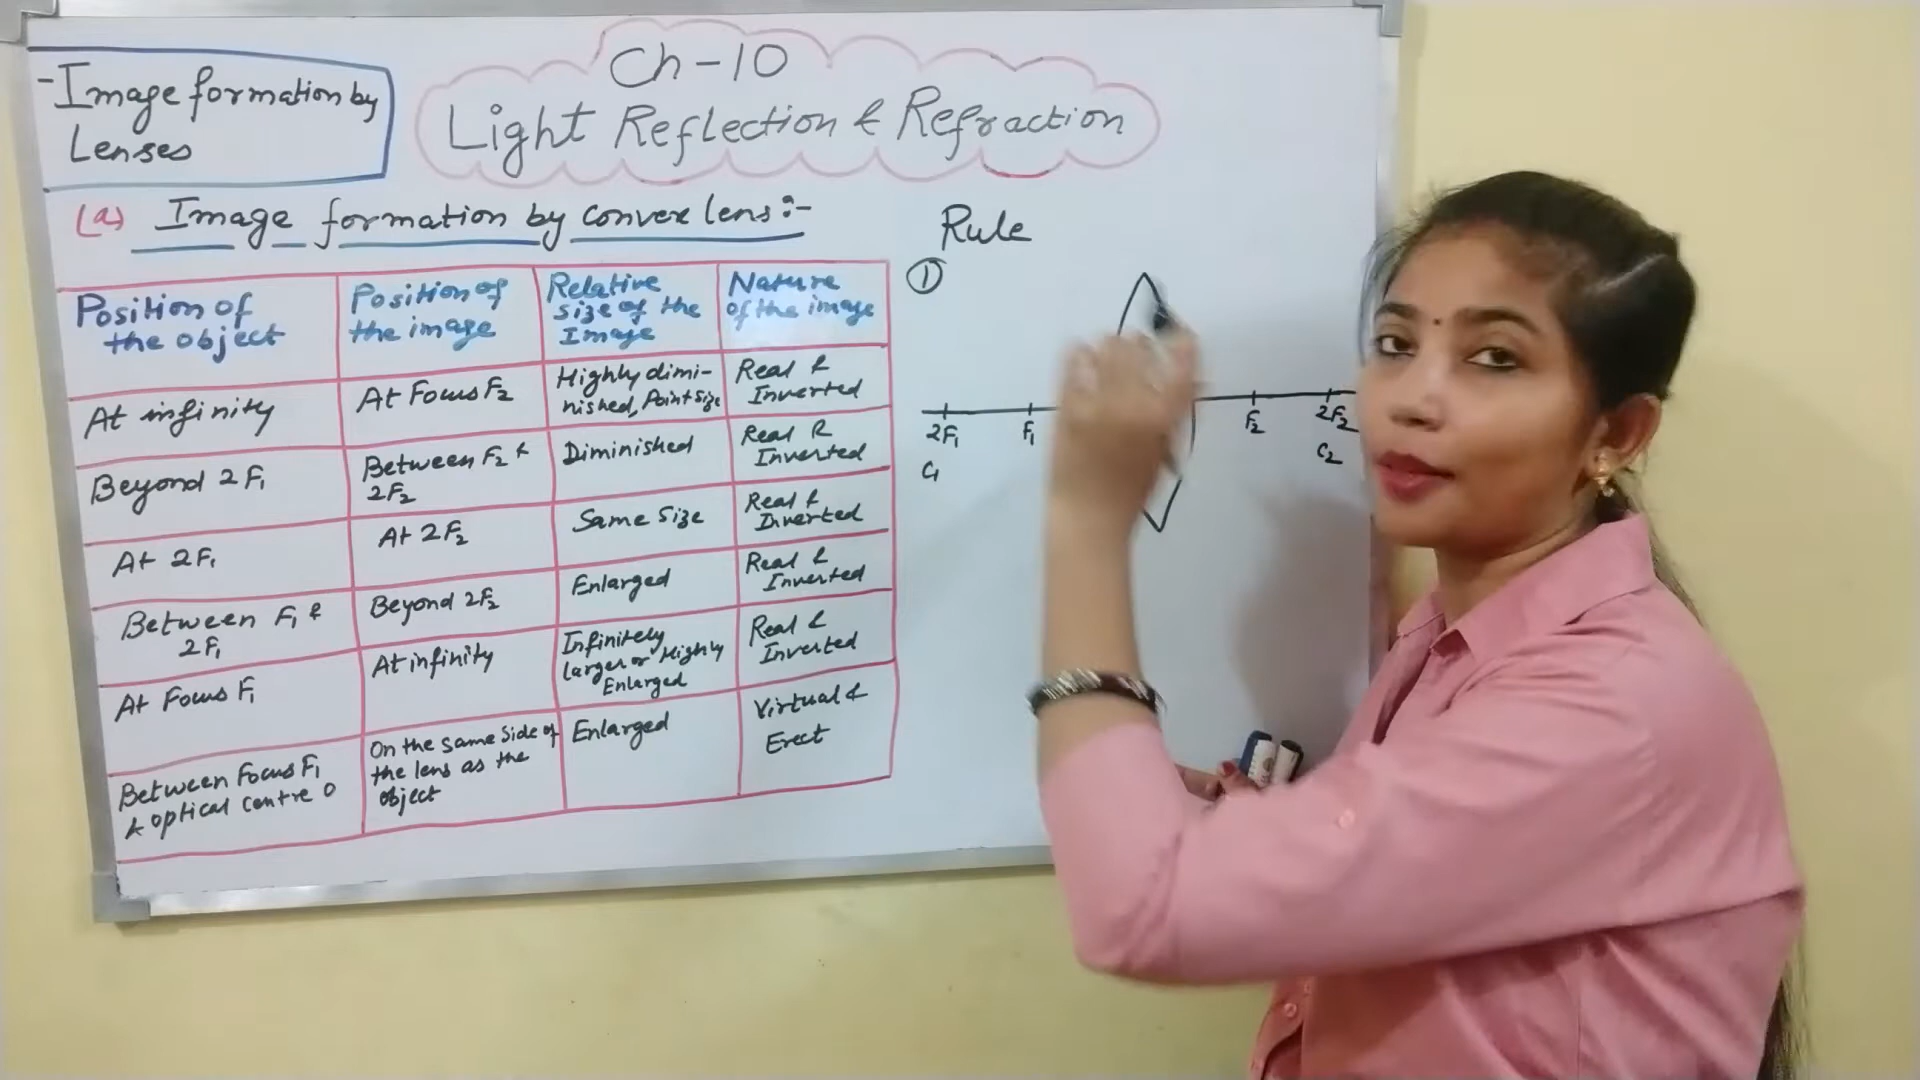 - Image formation by
Lenses
Ch-10
Light Reflection & Refraction
(a) Image formation by convex lens:-
Position of
the object
Position of
the image
Relative
size of the
Image
Nature
of the image
At infinity
At Focus F₂
Highly dimi-
nished, Point size
Real &
Inverted
Beyond 2F₁
Between F₂ &
2F₂
Diminished
Real &
Inverted
At 2F₁
At 2F₂
Same Size
Real &
Inverted
Between F₁ &
2F₁
Beyond 2F₂
Enlarged
Real &
Inverted
At Focus F₁
At infinity
Infinitely
larger or Highly
Enlarged
Real &
Inverted
Between Focus F₁
& optical centre O
On the same side of
the lens as the
object
Enlarged
Virtual &
Erect
Rule
①
2F₁
F₁
F₂
2F₂
C₁
C₂